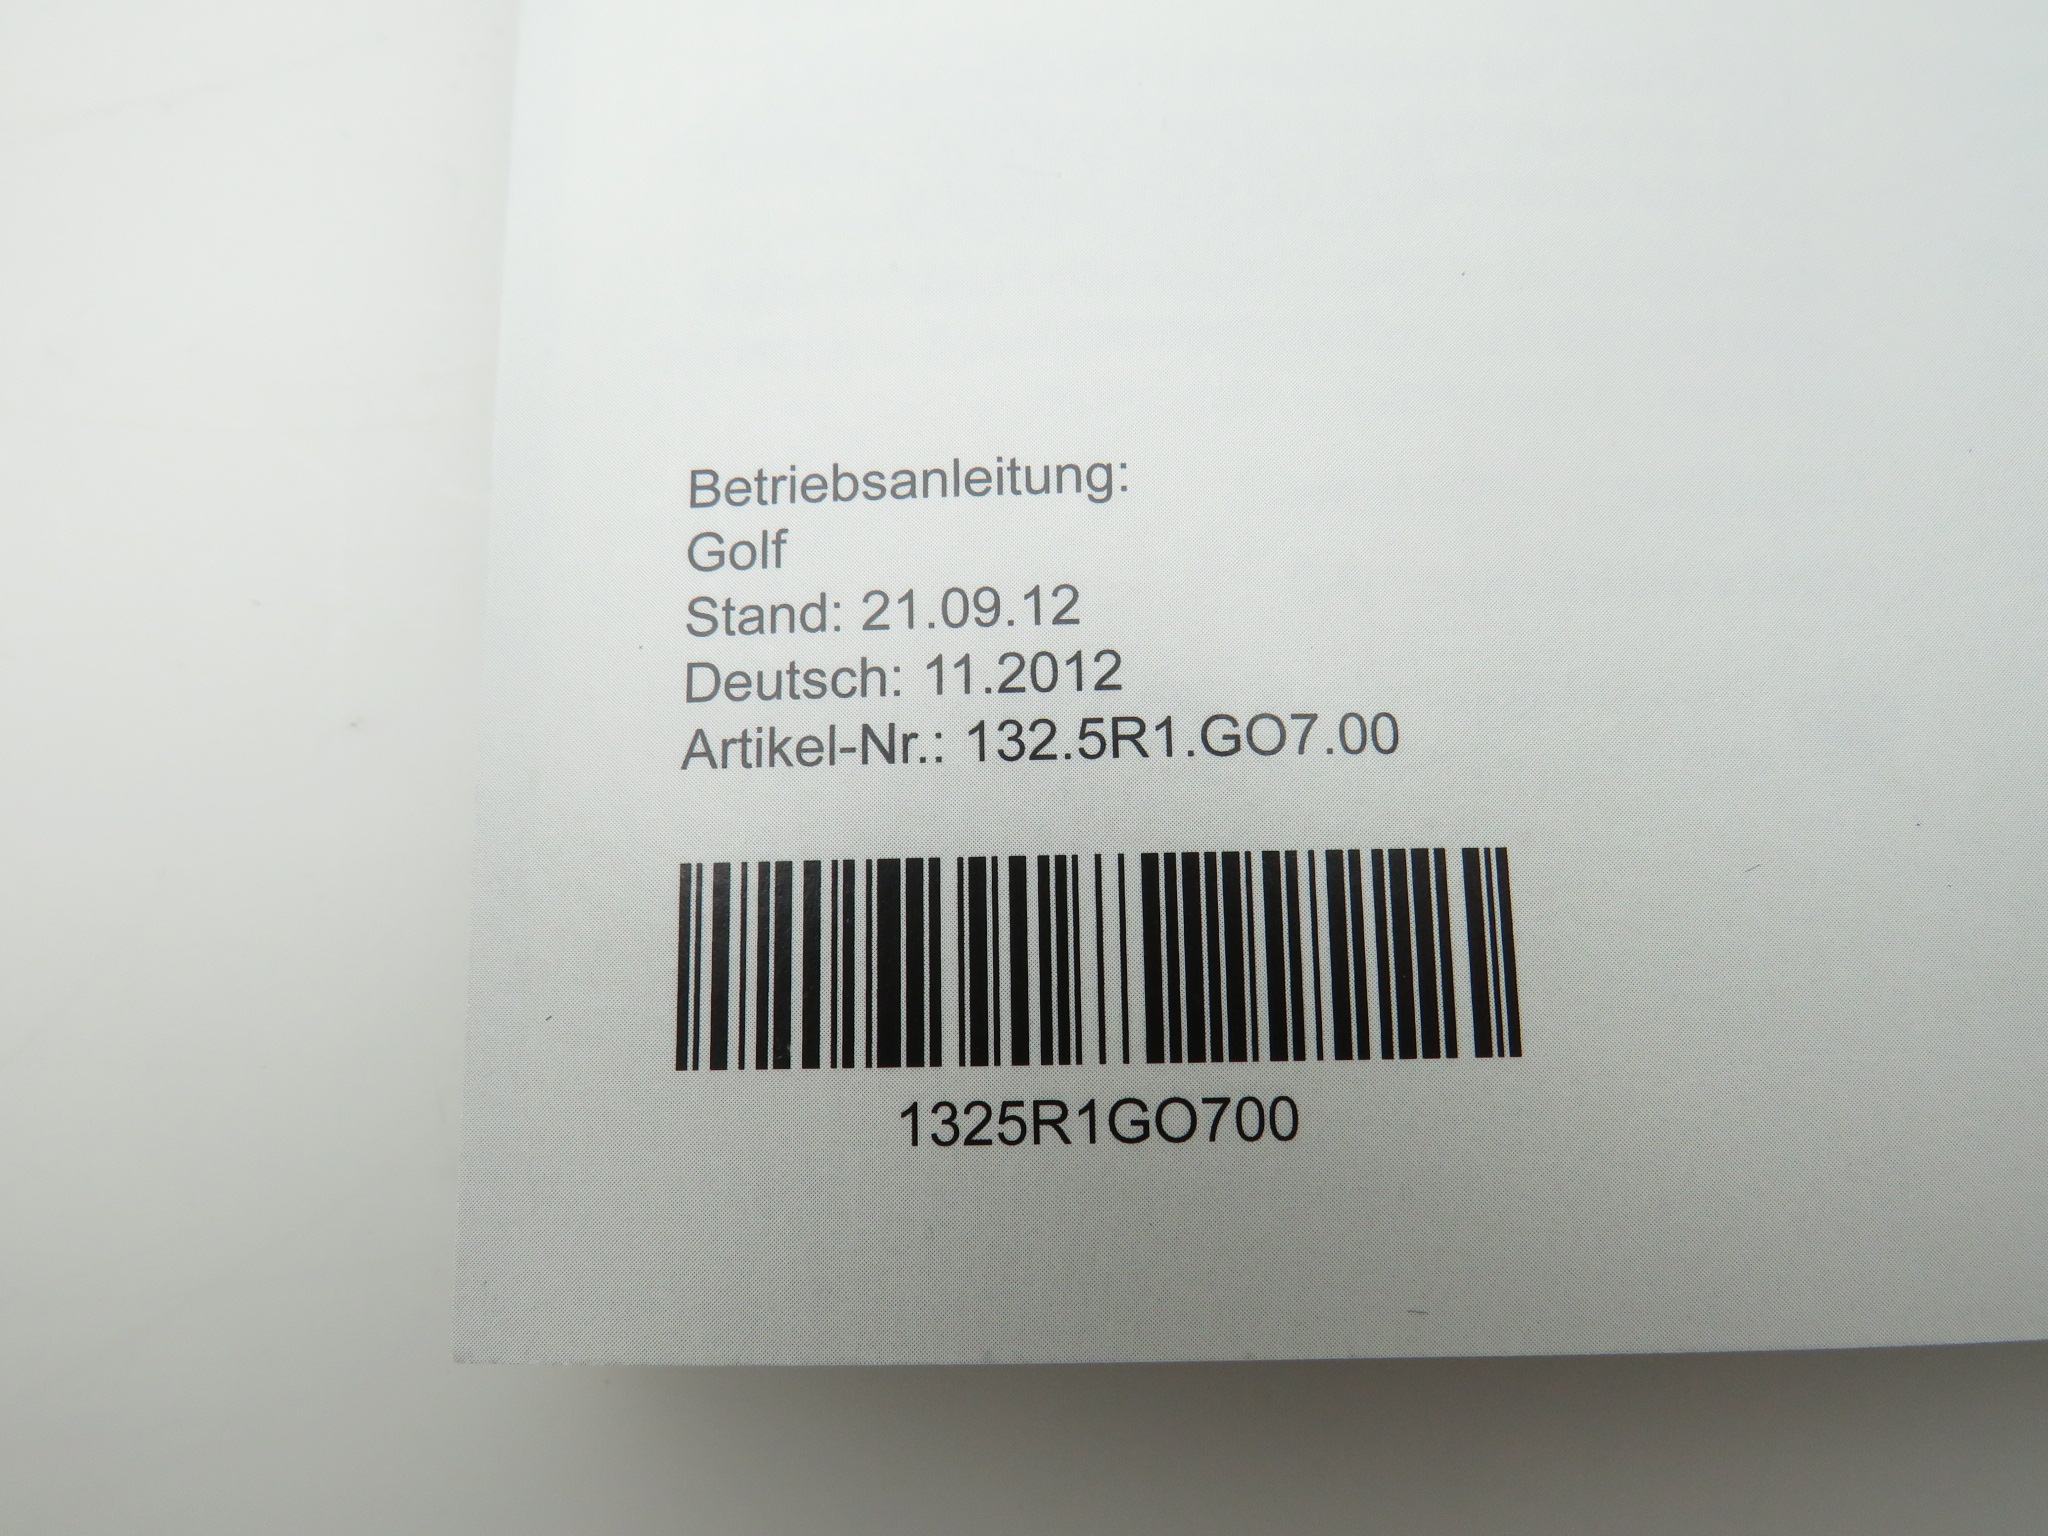 Betriebsanleitung:
Golf
Stand: 21.09.12
Deutsch: 11.2012
Artikel-Nr.: 132.5R1.GO7.00
1325R1GO700